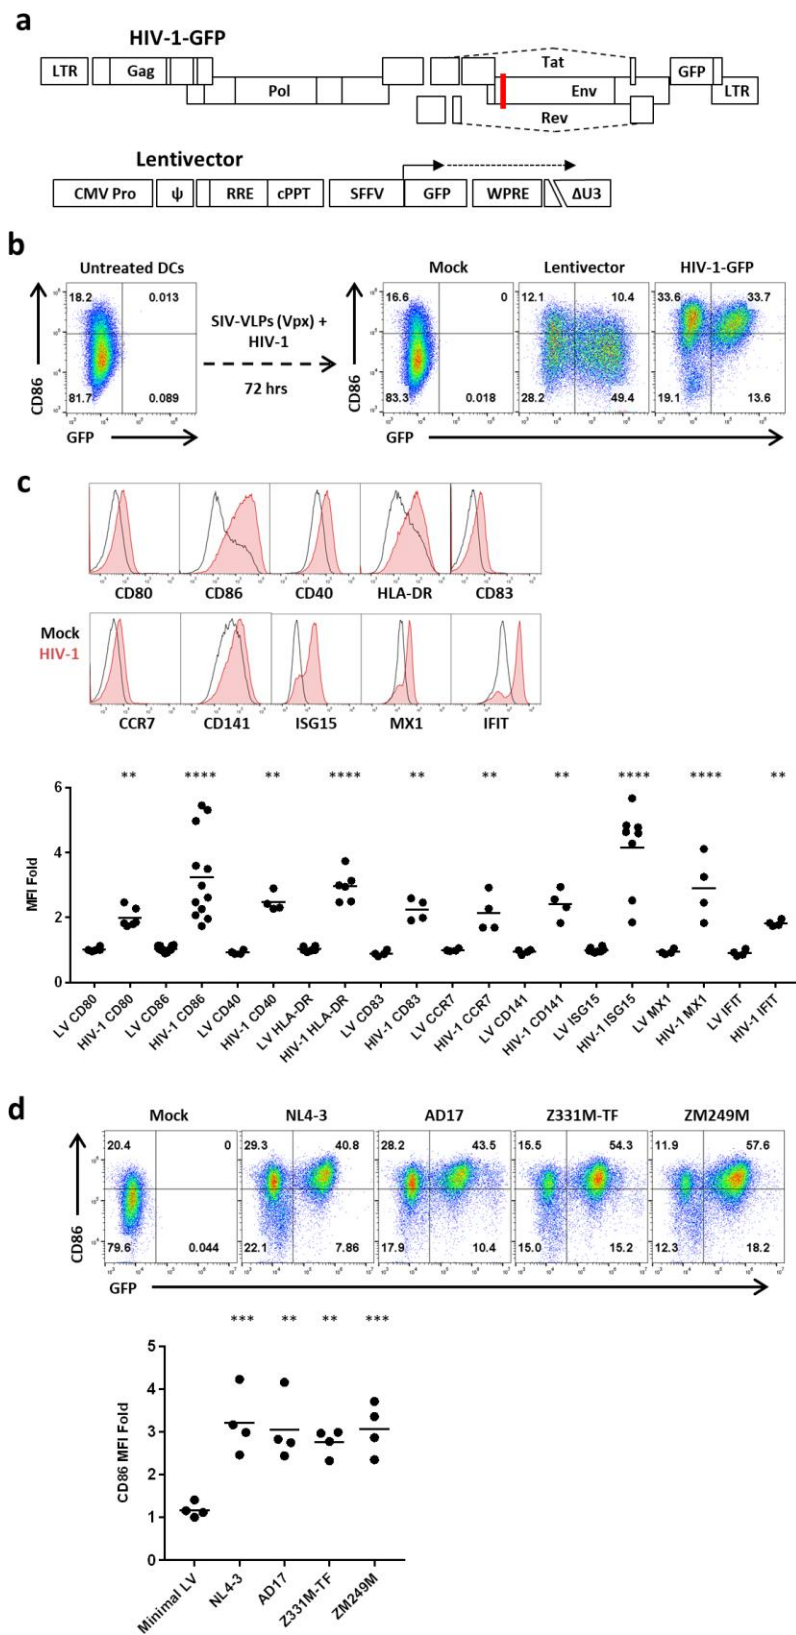 a
HIV-1-GFP
LTR Gag Pol Tat Env Rev GFP LTR
Lentivector
CMV Pro ψ RRE cPPT SFFV GFP WPRE ΔU3
b
Untreated DCs Mock Lentivector HIV-1-GFP
18.2 0.013 16.6 0 12.1 10.4 33.6 33.7
SIV-VLPs (Vpx) +
HIV-1
72 hrs
CD86 CD86
81.7 0.089 83.3 0.018 28.2 49.4 19.1 13.6
GFP GFP
c
CD80 CD86 CD40 HLA-DR CD83
Mock
HIV-1
CCR7 CD141 ISG15 MX1 IFIT
** **** ** **** ** ** ** **** **** **
MFI Fold
6
4
2
0
LV CD80
HIV-1 CD80
LV CD86
HIV-1 CD86
LV CD40
HIV-1 CD40
LV HLA-DR
HIV-1 HLA-DR
LV CD83
HIV-1 CD83
LV CCR7
HIV-1 CCR7
LV CD141
HIV-1 CD141
LV ISG15
HIV-1 ISG15
LV MX1
HIV-1 MX1
LV IFIT
HIV-1 IFIT
d
Mock NL4-3 AD17 Z331M-TF ZM249M
20.4 0 29.3 40.8 28.2 43.5 15.5 54.3 11.9 57.6
CD86
79.6 0.044 22.1 7.86 17.9 10.4 15.0 15.2 12.3 18.2
GFP
*** ** ** ***
CD86 MFI Fold
5
4
3
2
1
0
Minimal LV
NL4-3
AD17
Z331M-TF
ZM249M